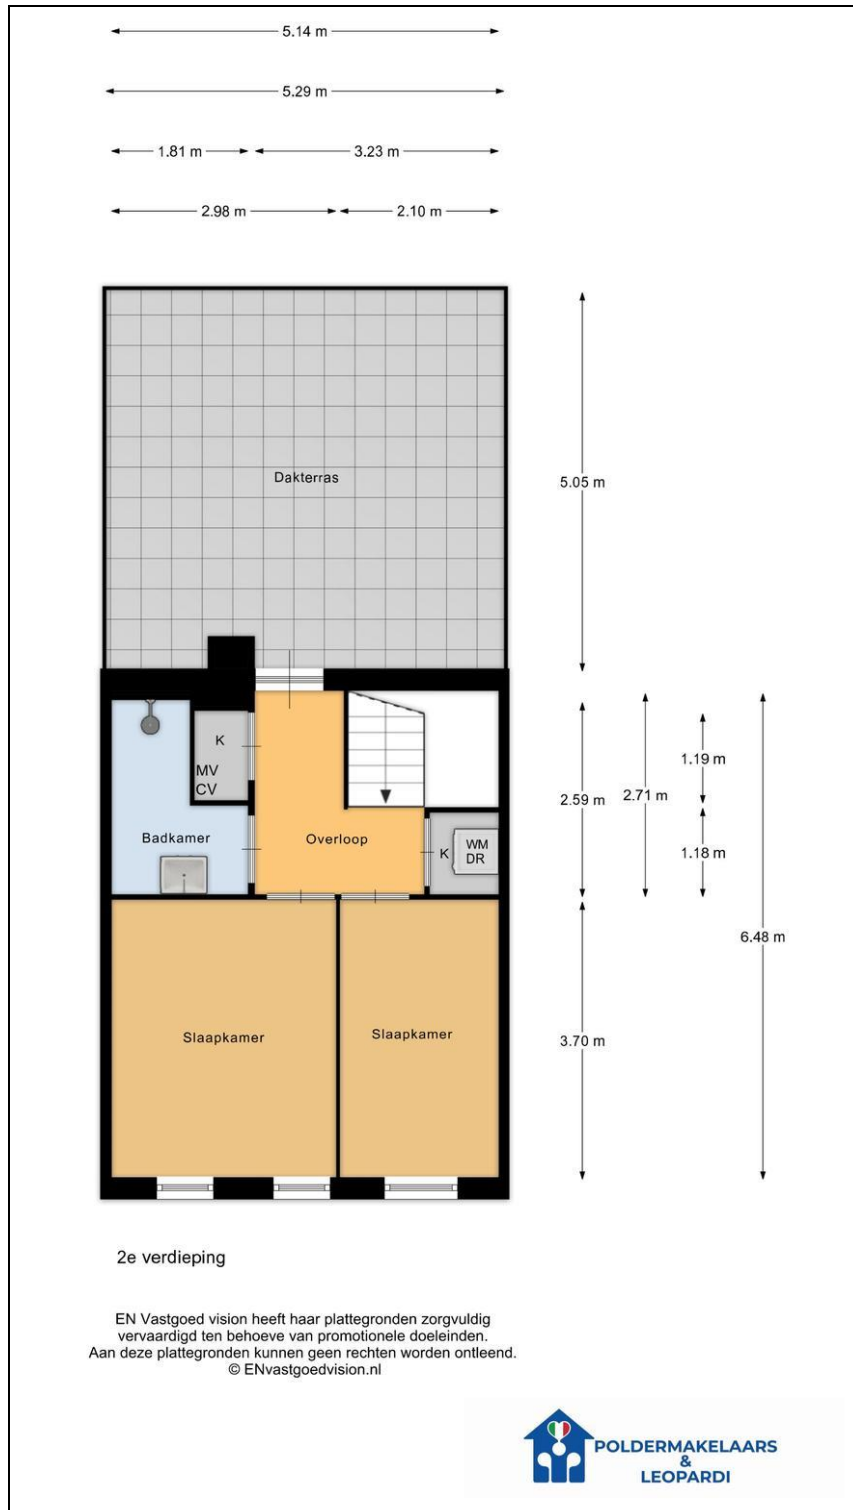 5.14 m
5.29 m
1.81 m
3.23 m
2.98 m
2.10 m
Dakterras
5.05 m
K
MV
CV
Badkamer
Overloop
K
WM
DR
2.59 m
2.71 m
1.19 m
1.18 m
6.48 m
Slaapkamer
Slaapkamer
3.70 m
2e verdieping
EN Vastgoed vision heeft haar plattegronden zorgvuldig
vervaardigd ten behoeve van promotionele doeleinden.
Aan deze plattegronden kunnen geen rechten worden ontleend.
© ENvastgoedvision.nl
POLDERMAKELAARS
&
LEOPARDI